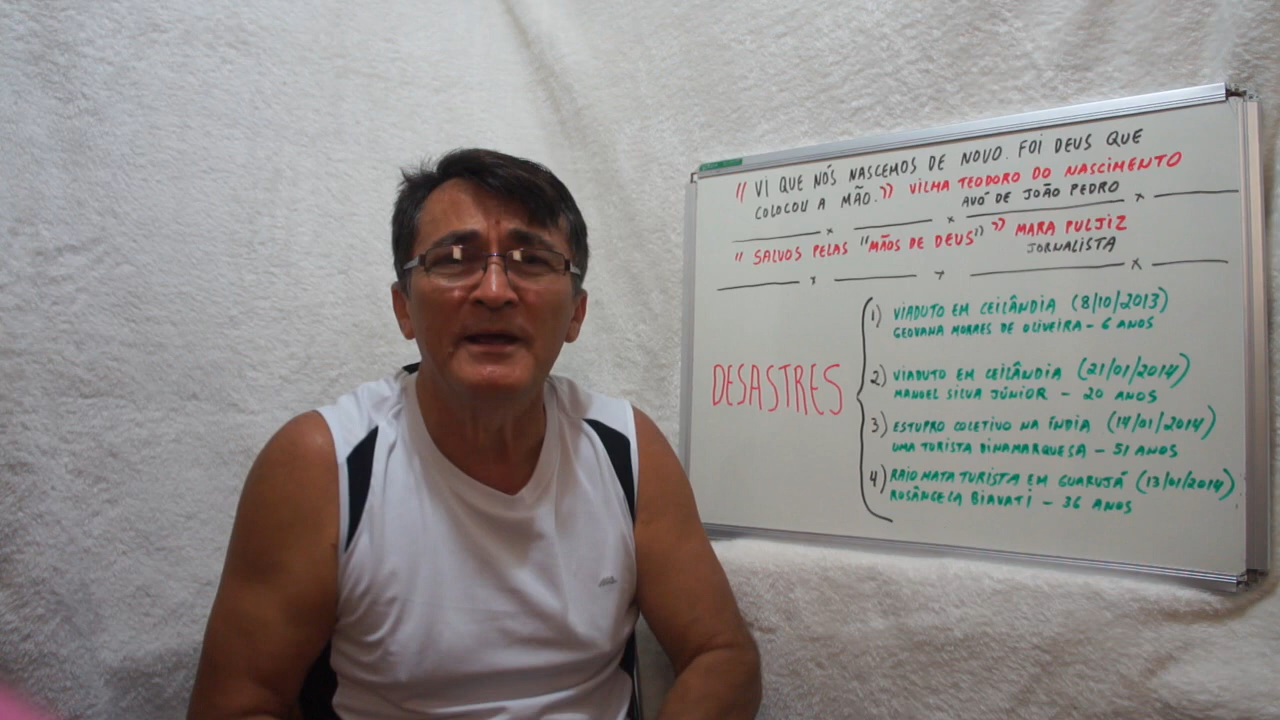 “ VI QUE NÓS NASCEMOS DE NOVO. FOI DEUS QUE
COLOCOU A MÃO.” VILMA TEODORO DO NASCIMENTO
AVÓ DE JOÃO PEDRO
“ SALVOS PELAS "MÃOS DE DEUS" ” MARA PULJIZ
JORNALISTA
DESASTRES
1) VIADUTO EM CEILÂNDIA (8/10/2013)
GEOVANA MORAES DE OLIVEIRA - 6 ANOS
2) VIADUTO EM CEILÂNDIA (21/01/2014)
MANOEL SILVA JÚNIOR - 20 ANOS
3) ESTUPRO COLETIVO NA ÍNDIA (14/01/2014)
UMA TURISTA DINAMARQUESA - 51 ANOS
4) RAIO MATA TURISTA EM GUARUJÁ (13/01/2014)
ROSÂNGELA BIAVATI - 36 ANOS